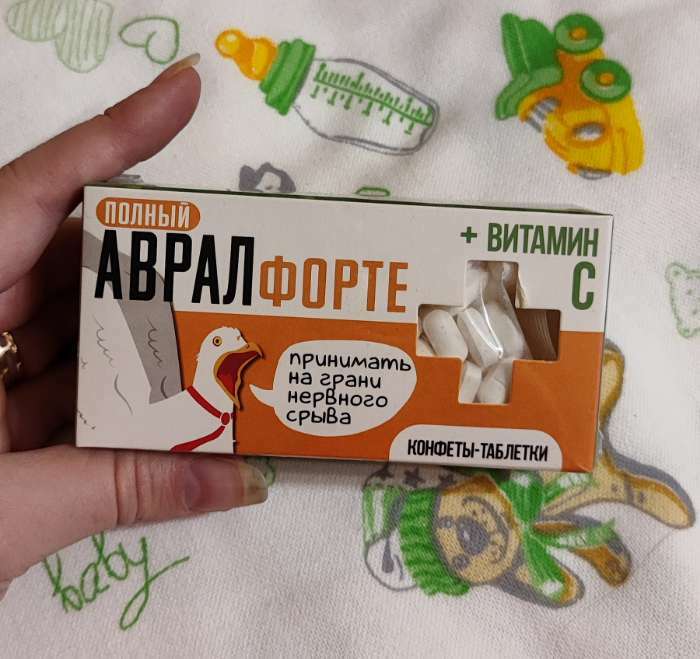 ПОЛНЫЙ
АВРАЛ ФОРТЕ
+ ВИТАМИН
С
принимать
на грани
нервного
срыва
КОНФЕТЫ-ТАБЛЕТКИ
baby